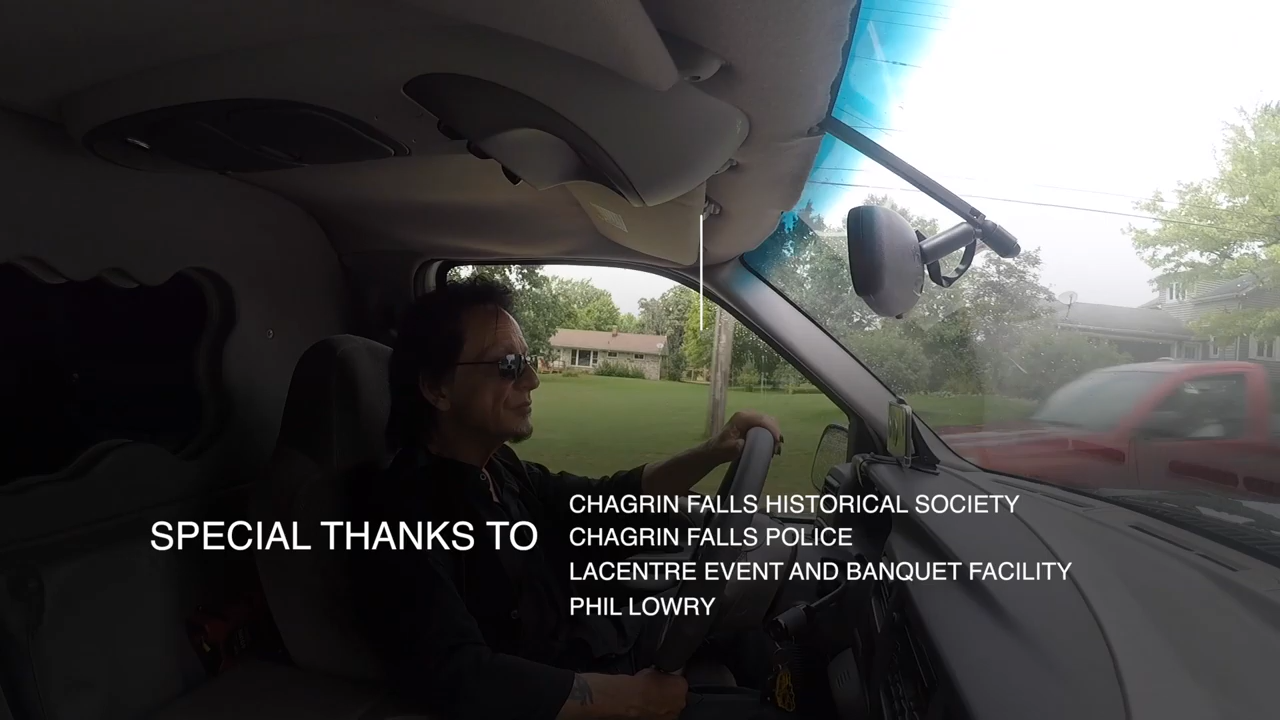 SPECIAL THANKS TO
CHAGRIN FALLS HISTORICAL SOCIETY
CHAGRIN FALLS POLICE
LACENTRE EVENT AND BANQUET FACILITY
PHIL LOWRY